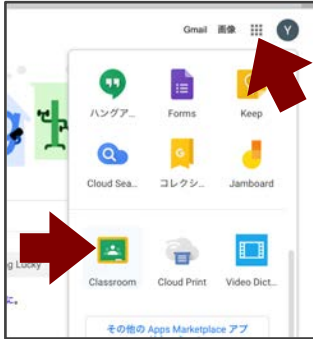 Gmail 画像 Y
ハングア... Forms Keep
Cloud Sea... コレクシ... Jamboard
Classroom Cloud Print Video Dict...
g Lucky
その他の Apps Marketplace アプ